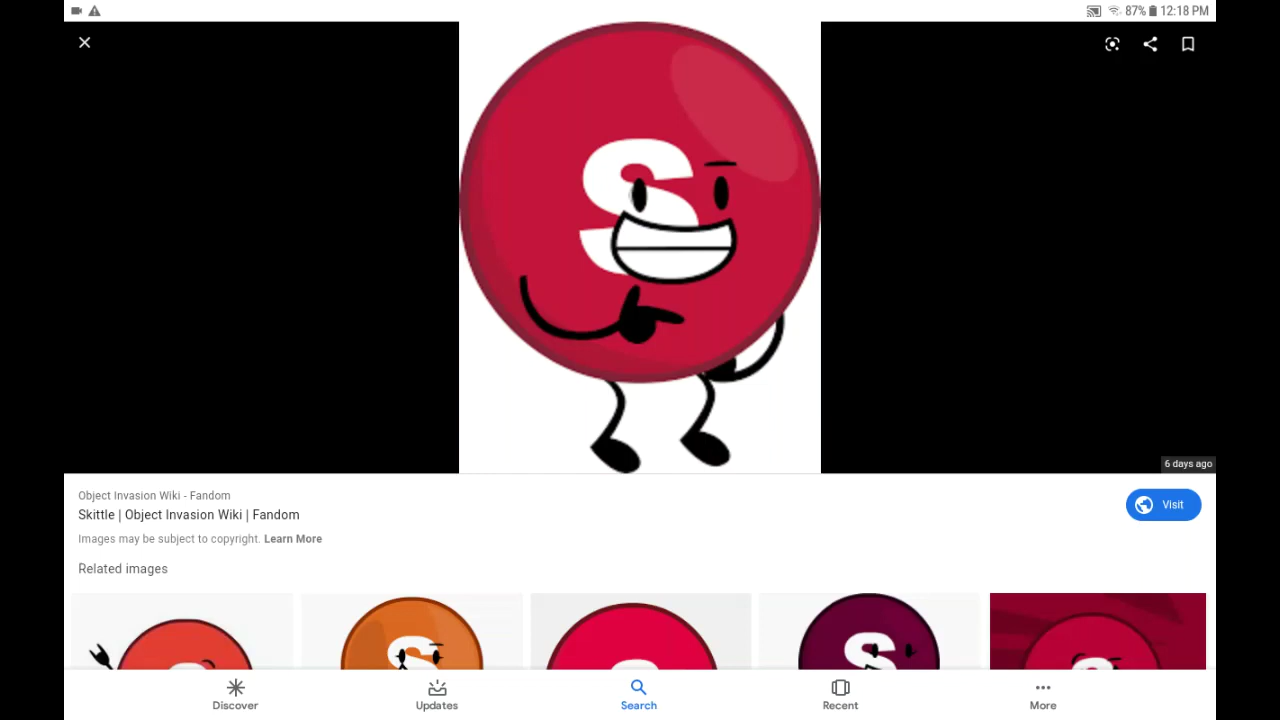 87% 12:18 PM
S
6 days ago
Object Invasion Wiki - Fandom
Skittle | Object Invasion Wiki | Fandom
Visit
Images may be subject to copyright. Learn More
Related images
S S S S S
Discover Updates Search Recent More